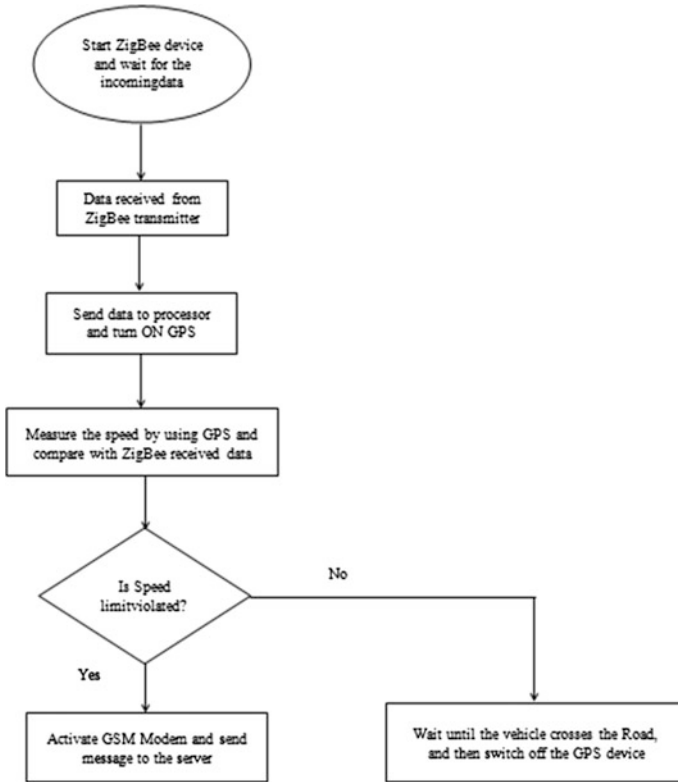 Start ZigBee device
and wait for the
incomingdata
Data received from
ZigBee transmitter
Send data to processor
and turn ON GPS
Measure the speed by using GPS and
compare with ZigBee received data
Is Speed
limitviolated?
No
Yes
Activate GSM Modem and send
message to the server
Wait until the vehicle crosses the Road,
and then switch off the GPS device